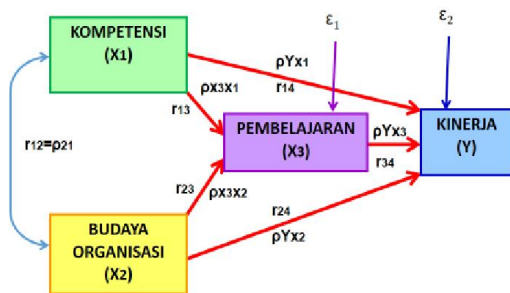 KOMPETENSI
(X1)
ε1
ε2
ρYx1
r14
ρx3x1
r13
PEMBELAJARAN
(X3)
ρYx3
r34
KINERJA
(Y)
r12=ρ21
r23
ρx3x2
r24
ρYx2
BUDAYA
ORGANISASI
(X2)